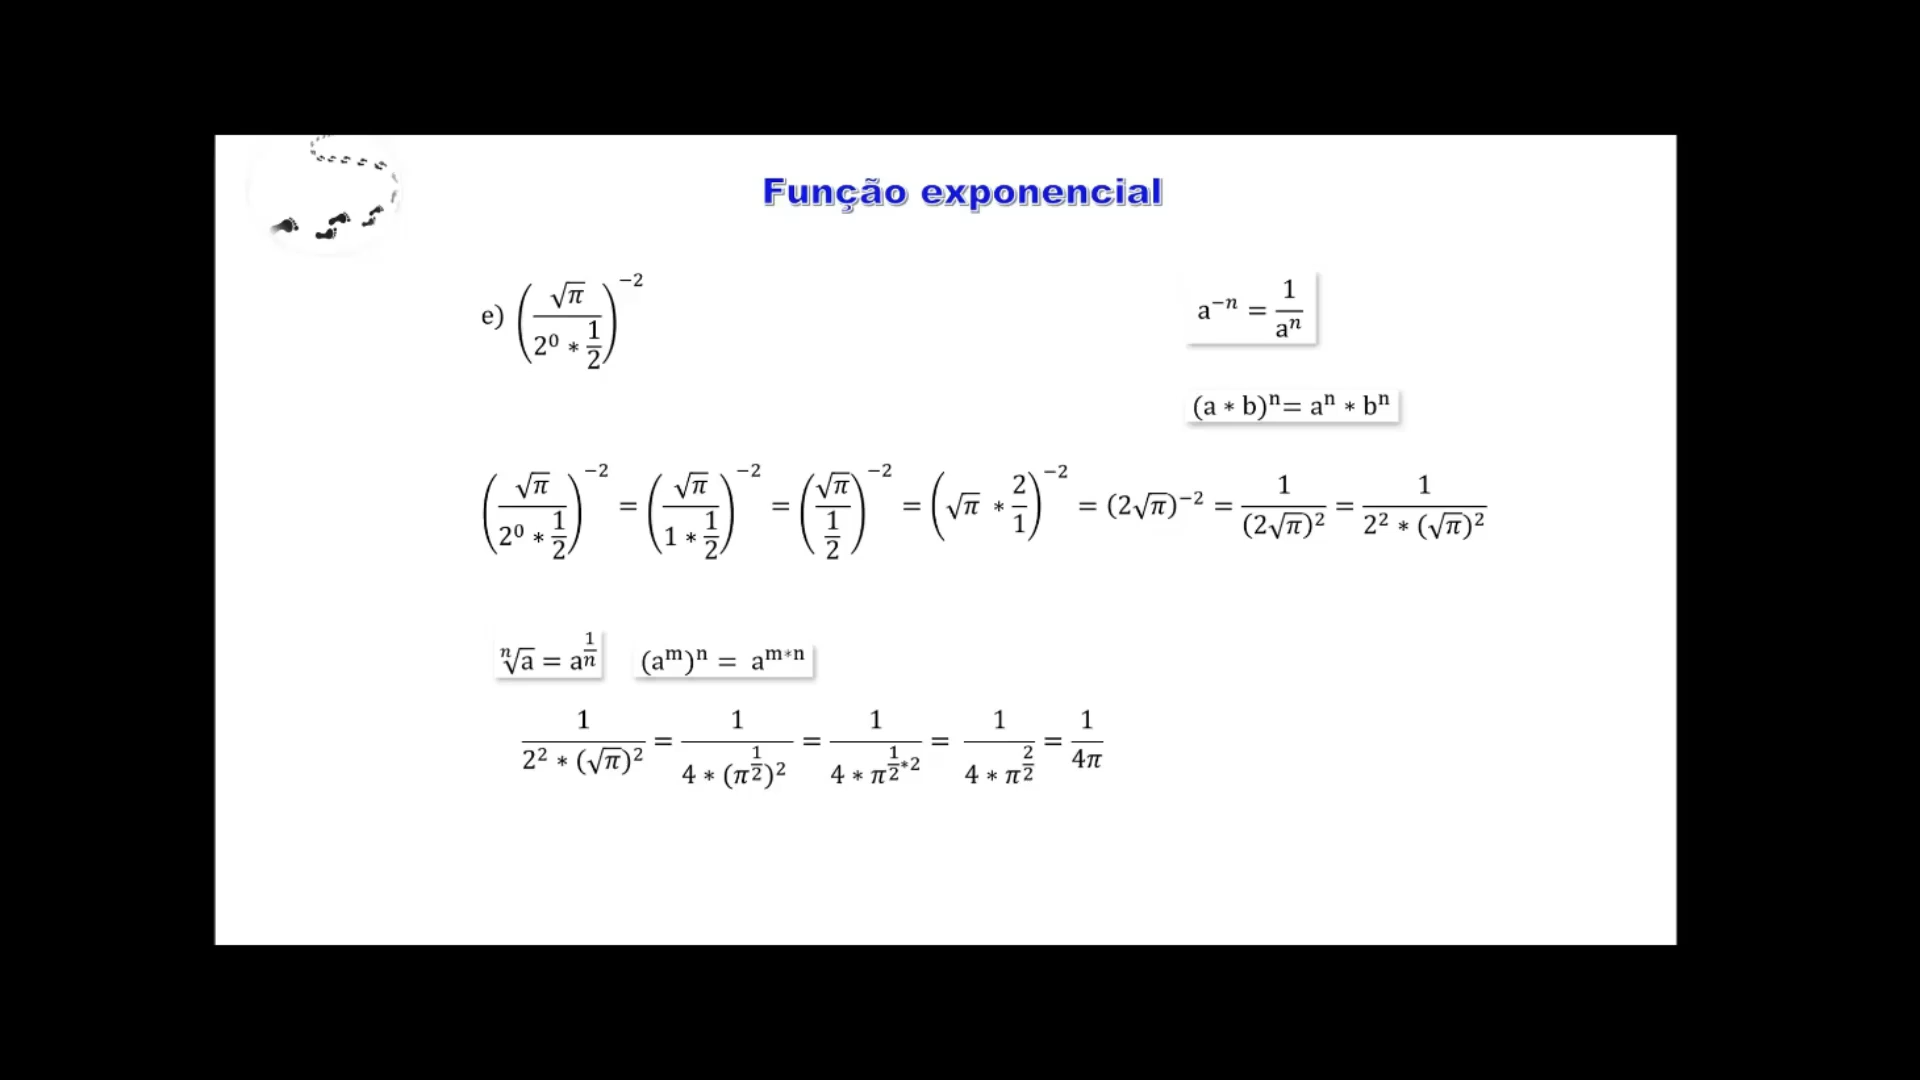 Função exponencial
e) (√π / (2⁰ * 1/2))⁻²
a⁻ⁿ = 1/aⁿ
(a * b)ⁿ= aⁿ * bⁿ
(√π / (2⁰ * 1/2))⁻² = (√π / (1 * 1/2))⁻² = (√π / (1/2))⁻² = (√π * 2/1)⁻² = (2√π)⁻² = 1/(2√π)² = 1/(2² * (√π)²)
ⁿ√a = a^(1/n) (aᵐ)ⁿ = a^(m*n)
1/(2² * (√π)²) = 1/(4 * (π^(1/2))²) = 1/(4 * π^(1/2*2)) = 1/(4 * π^(2/2)) = 1/4π